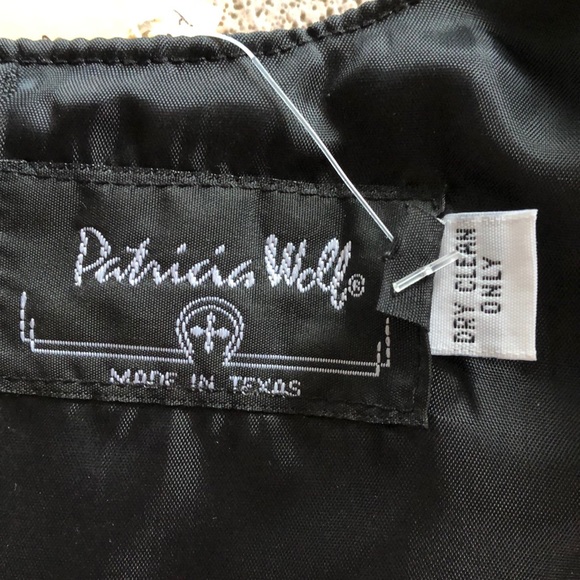 Patricia Wolf®
MADE IN TEXAS
DRY CLEAN
ONLY